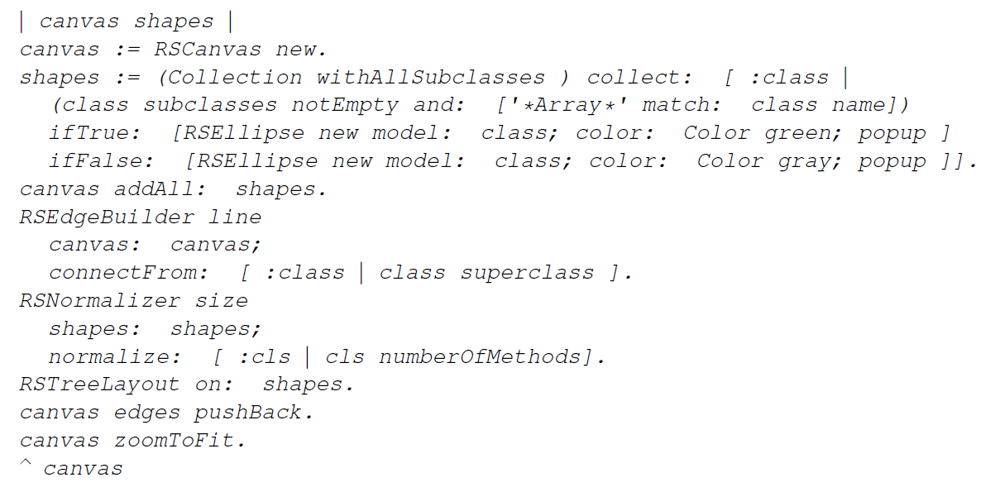 | canvas shapes |
canvas := RSCanvas new.
shapes := (Collection withAllSubclasses ) collect: [ :class |
(class subclasses notEmpty and: ['*Array*' match: class name])
ifTrue: [RSEllipse new model: class; color: Color green; popup ]
ifFalse: [RSEllipse new model: class; color: Color gray; popup ]].
canvas addAll: shapes.
RSEdgeBuilder line
canvas: canvas;
connectFrom: [ :class | class superclass ].
RSNormalizer size
shapes: shapes;
normalize: [ :cls | cls numberOfMethods].
RSTreeLayout on: shapes.
canvas edges pushBack.
canvas zoomToFit.
^ canvas